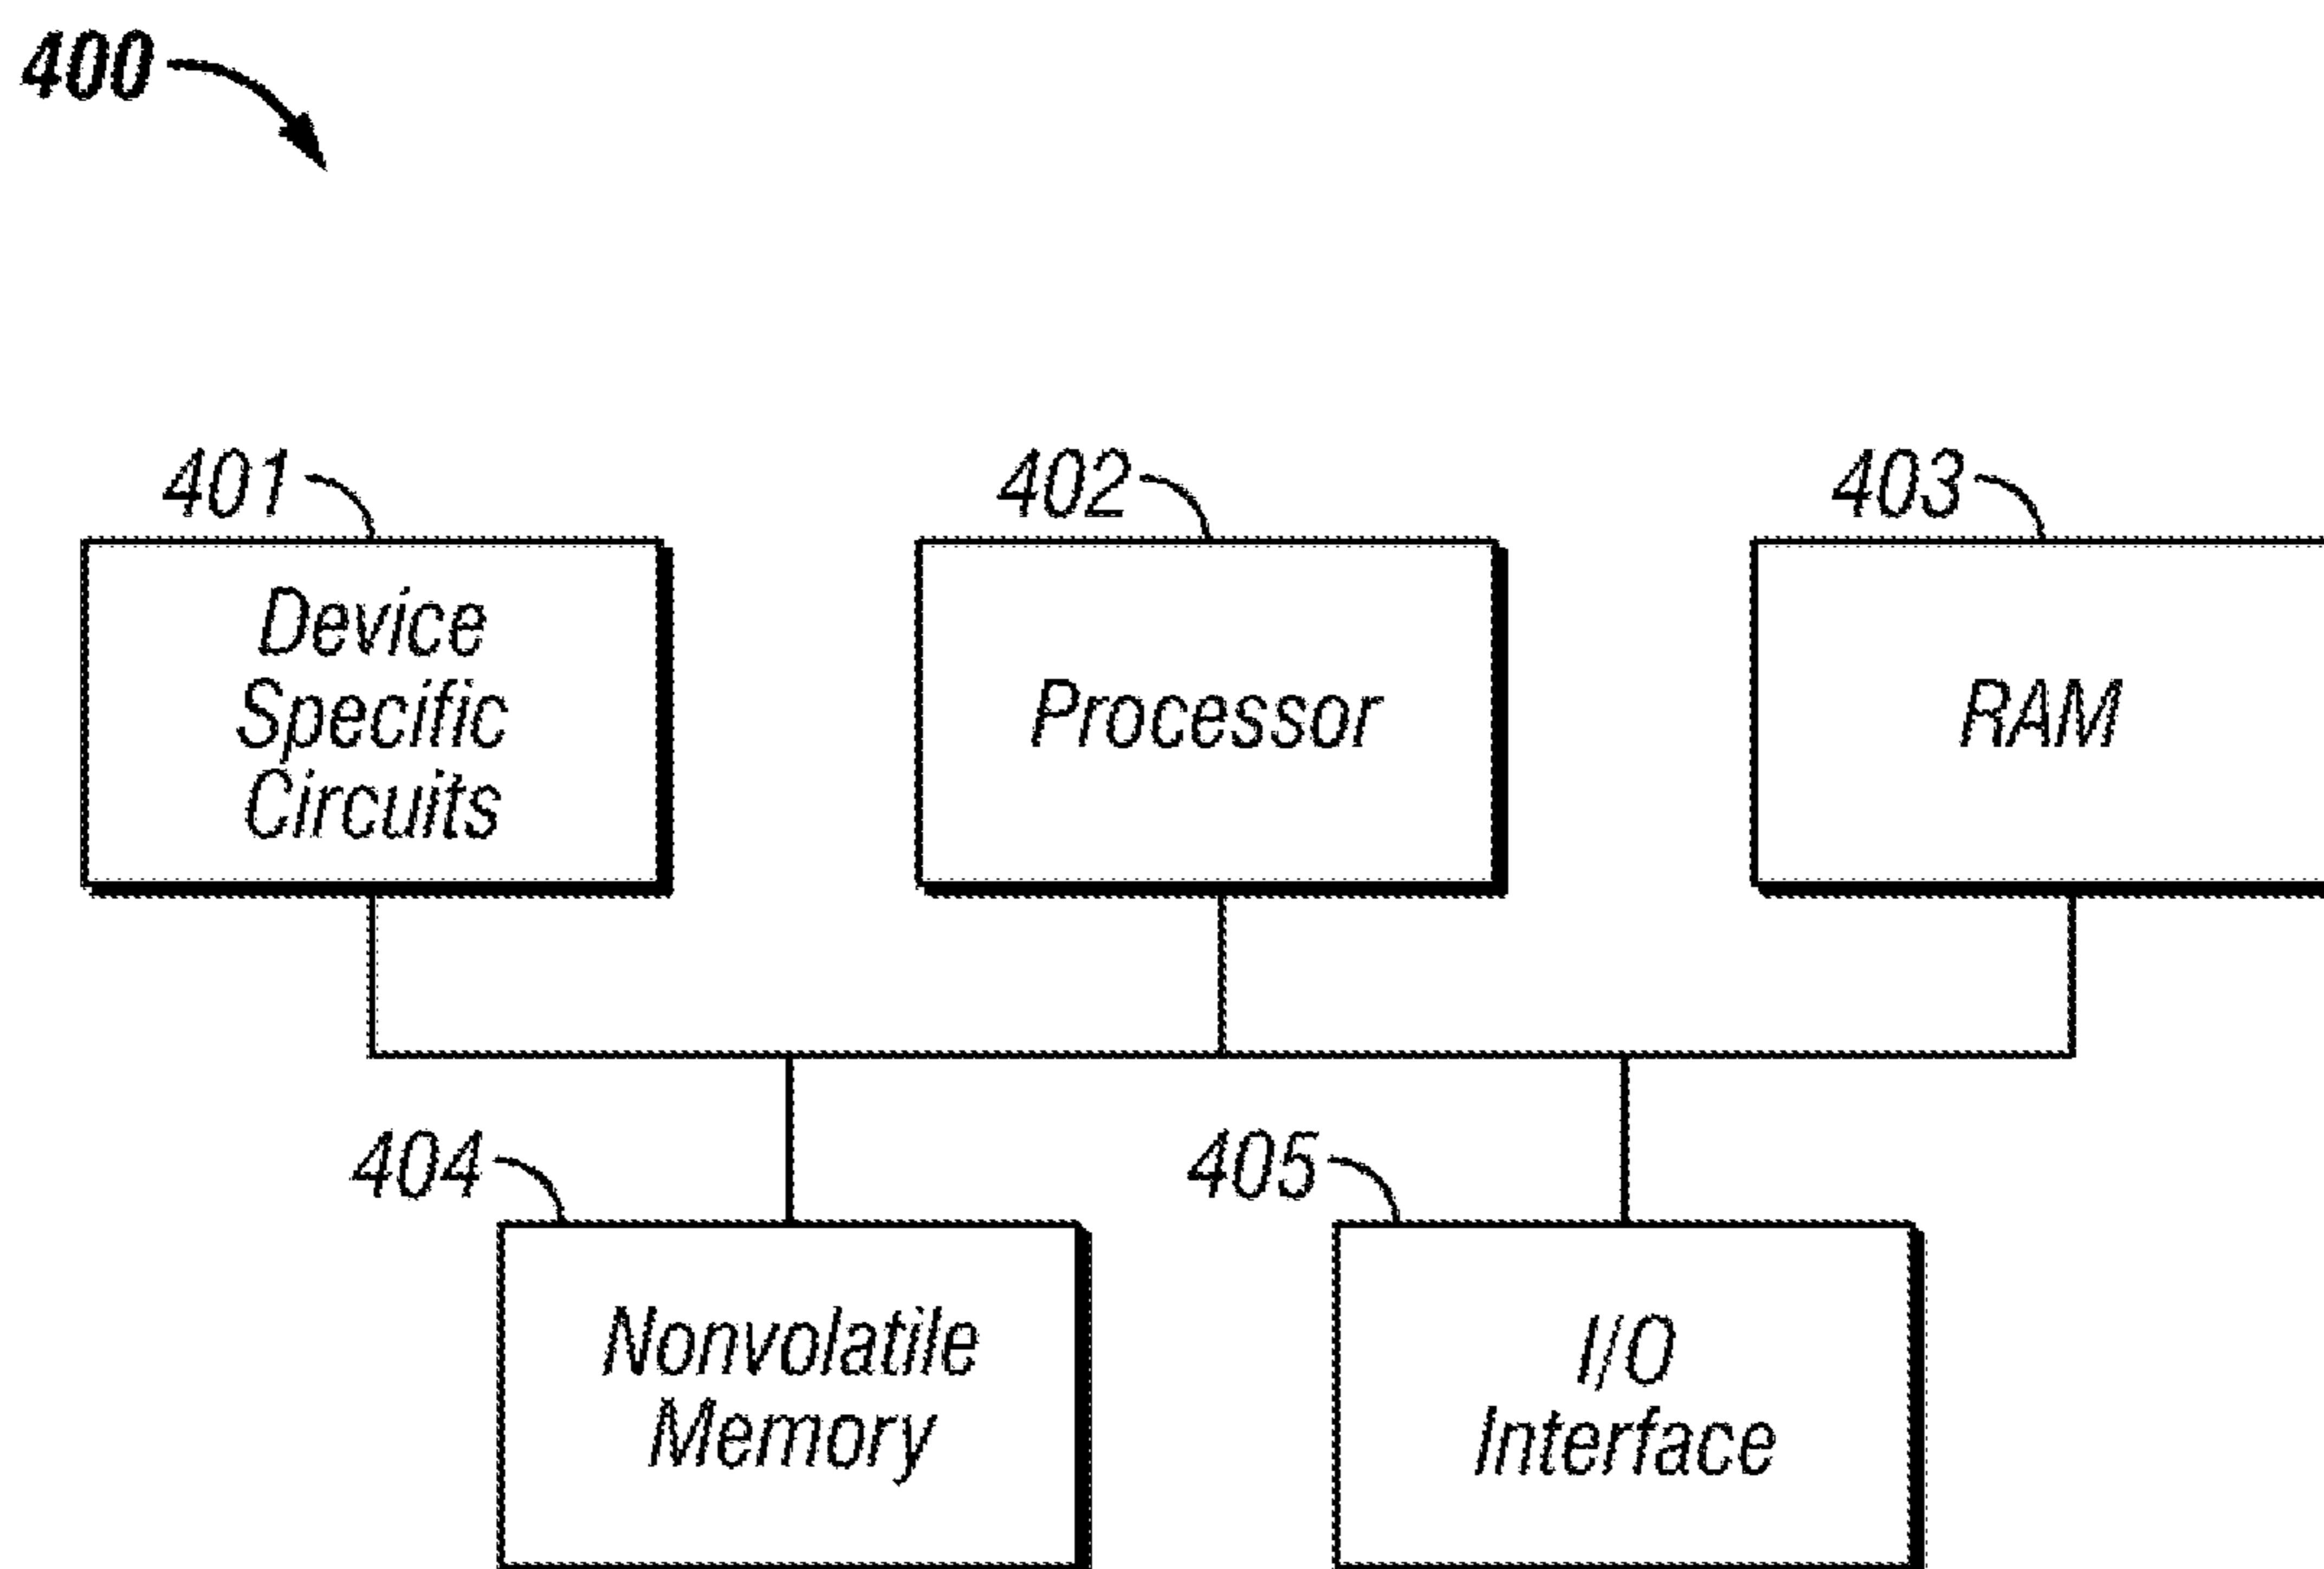 400
401
402
403
Device
Specific
Circuits
Processor
RAM
404
405
Nonvolatile
Memory
I/O
Interface